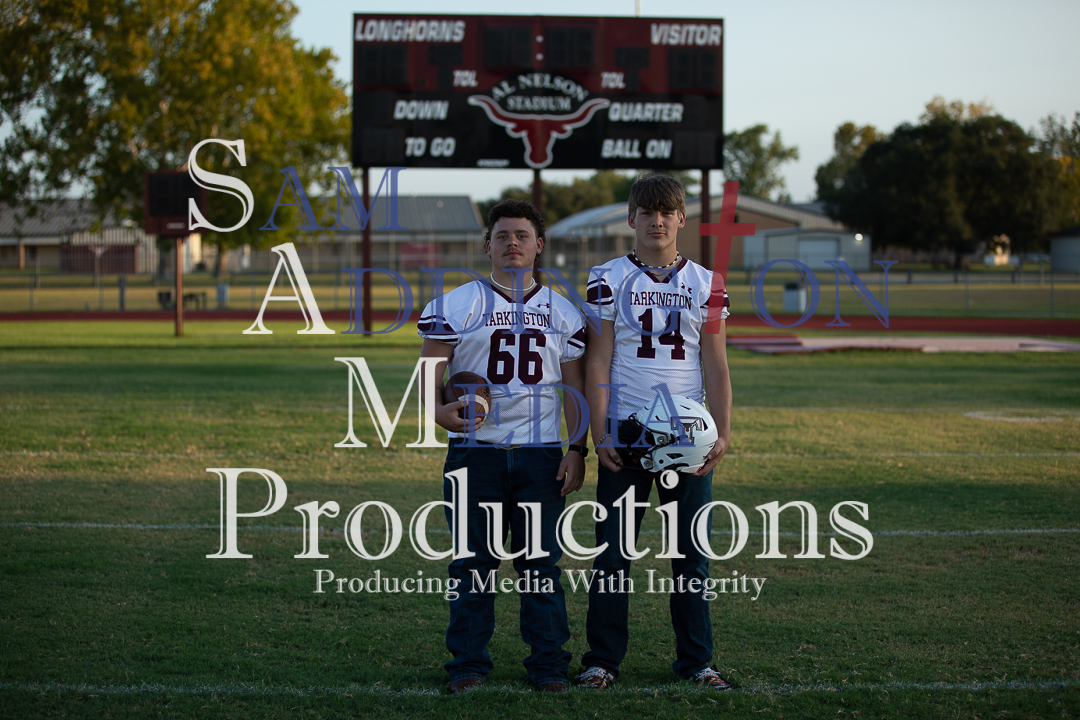 LONGHORNS VISITOR
TOL TOL
AL NELSON
STADIUM
DOWN QUARTER
TO GO BALL ON
SAM
ADDINGTON
MEDIA
Productions
Producing Media With Integrity
TARKINGTON
66
TARKINGTON
14
T